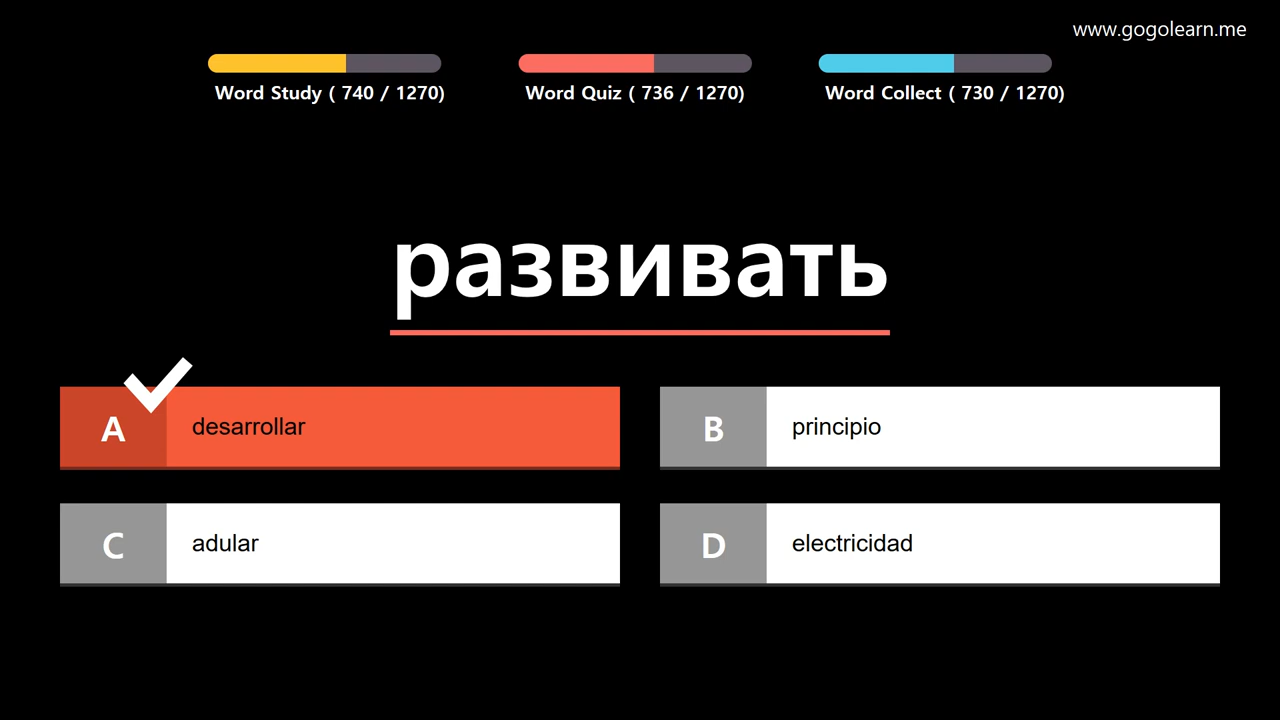 www.gogolearn.me
Word Study ( 740 / 1270)
Word Quiz ( 736 / 1270)
Word Collect ( 730 / 1270)
развивать
A desarrollar
B principio
C adular
D electricidad